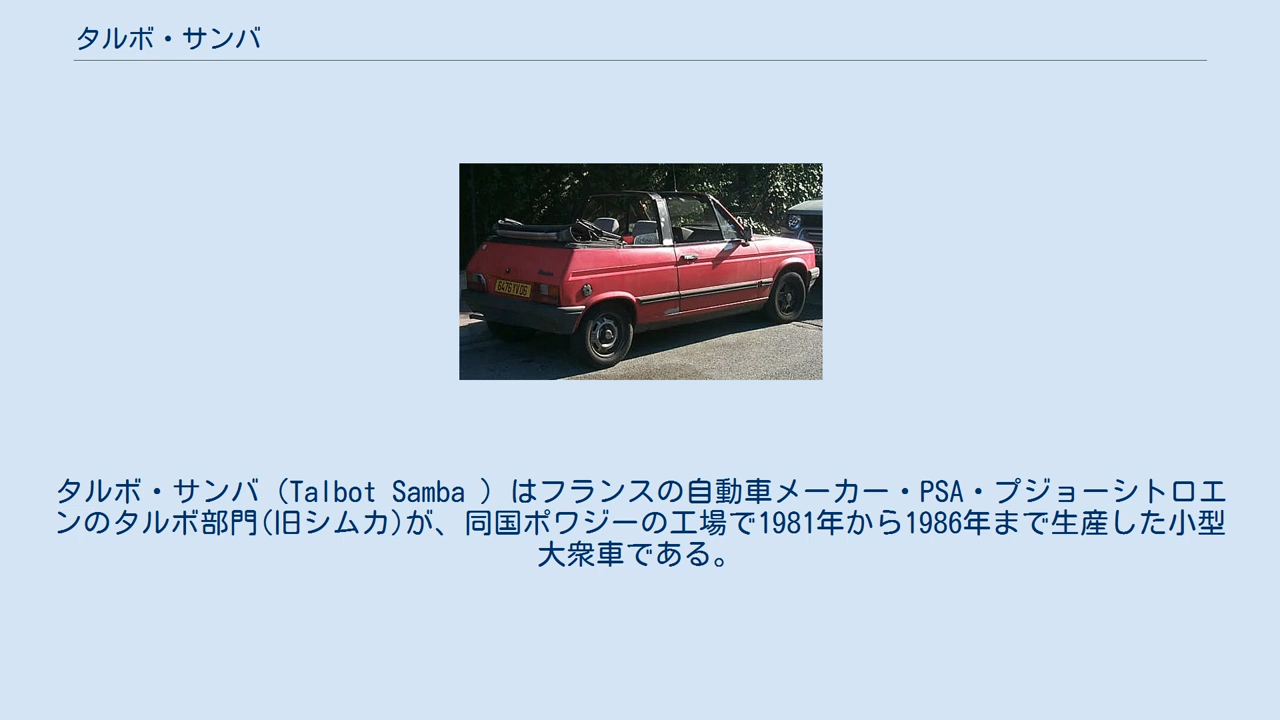 タルボ・サンバ
6476YV06
タルボ・サンバ（Talbot Samba ）はフランスの自動車メーカー・PSA・プジョーシトロエ
ンのタルボ部門(旧シムカ)が、同国ポワジーの工場で1981年から1986年まで生産した小型
大衆車である。